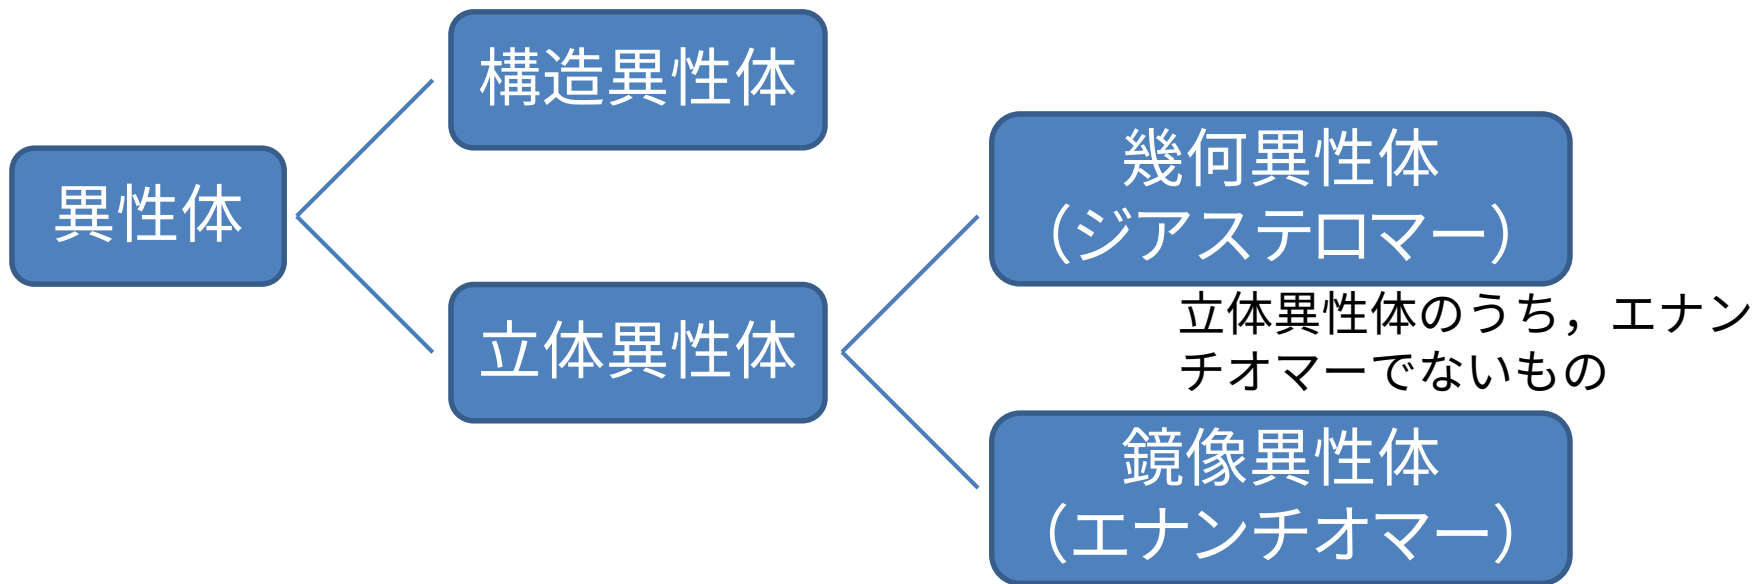 異性体
構造異性体
立体異性体
幾何異性体
（ジアステロマー）
立体異性体のうち，エナン
チオマーでないもの
鏡像異性体
（エナンチオマー）